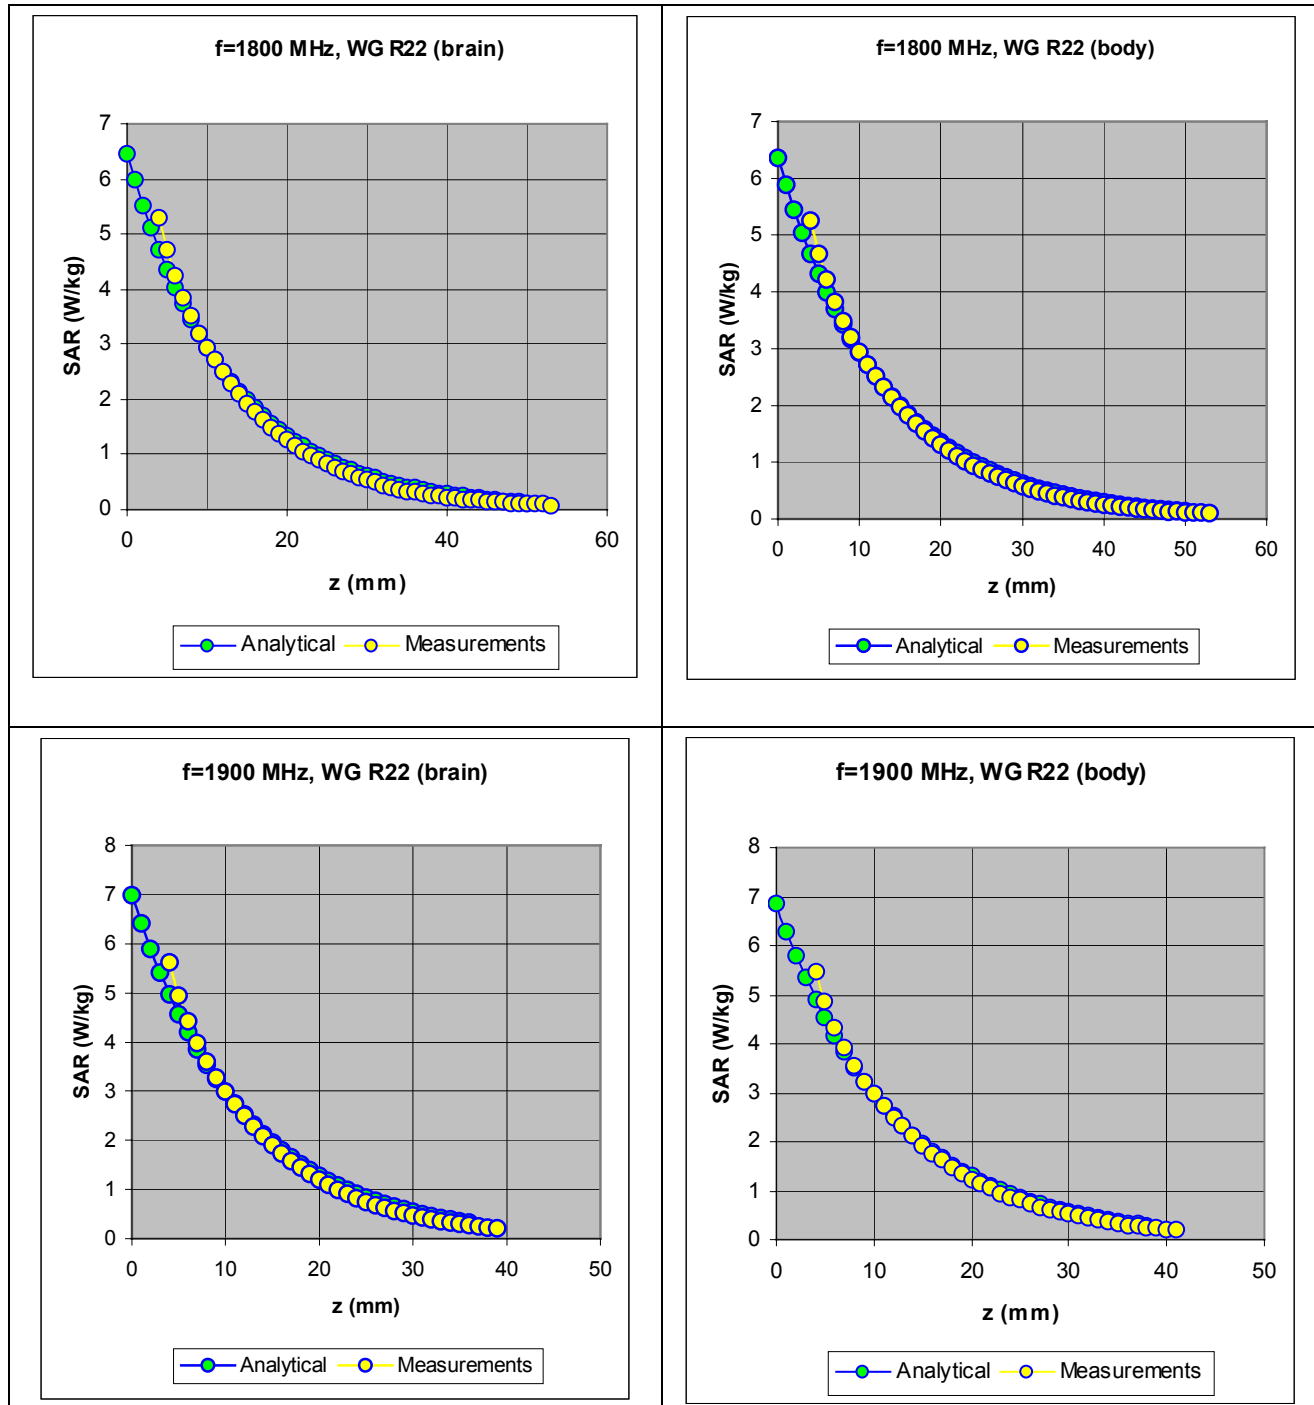 f=1800 MHz, WG R22 (brain)
7
6
5
4
3
2
1
0
SAR (W/kg)
0 20 40 60
z (mm)
Analytical Measurements
f=1800 MHz, WG R22 (body)
7
6
5
4
3
2
1
0
SAR (W/kg)
0 10 20 30 40 50 60
z (mm)
Analytical Measurements
f=1900 MHz, WG R22 (brain)
8
7
6
5
4
3
2
1
0
SAR (W/kg)
0 10 20 30 40 50
z (mm)
Analytical Measurements
f=1900 MHz, WG R22 (body)
8
7
6
5
4
3
2
1
0
SAR (W/kg)
0 10 20 30 40 50
z (mm)
Analytical Measurements